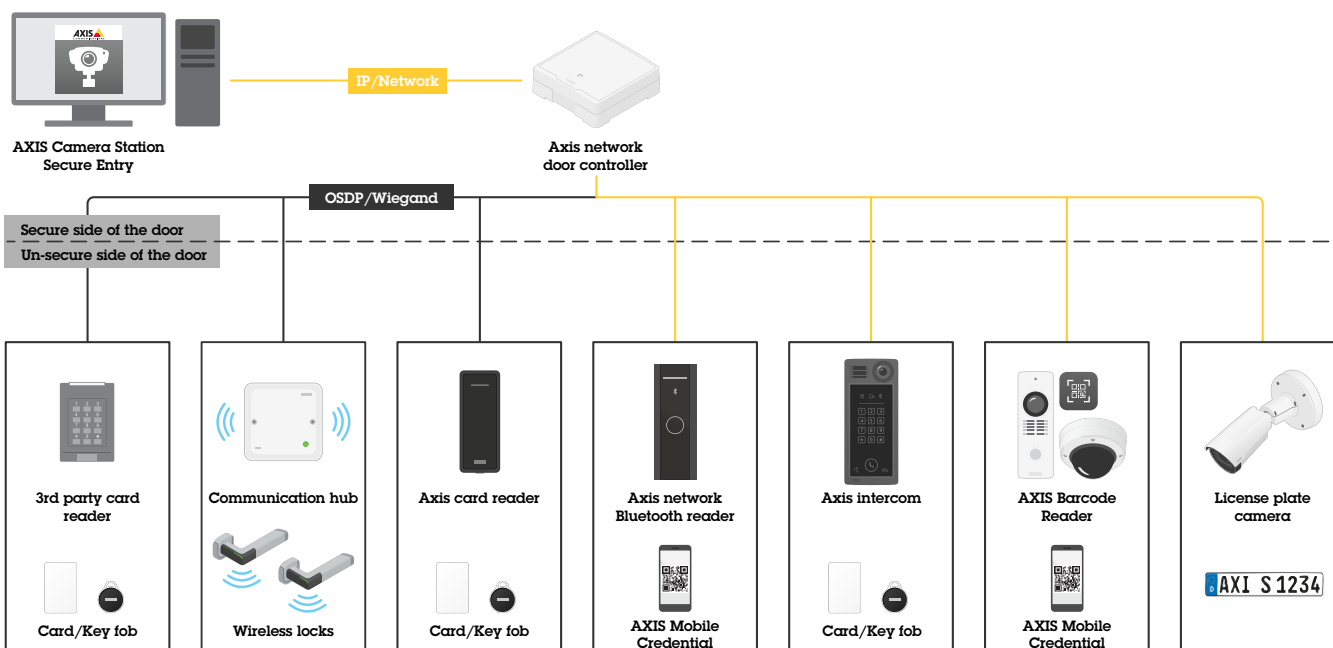 AXIS
COMMUNICATIONS
IP/Network
AXIS Camera Station
Secure Entry
Axis network
door controller
OSDP/Wiegand
Secure side of the door
Un-secure side of the door
3rd party card
reader
Card/Key fob
Communication hub
Wireless locks
Axis card reader
Card/Key fob
Axis network
Bluetooth reader
AXIS Mobile
Credential
Axis intercom
Card/Key fob
AXIS Barcode
Reader
AXIS Mobile
Credential
License plate
camera
AXI S 1234